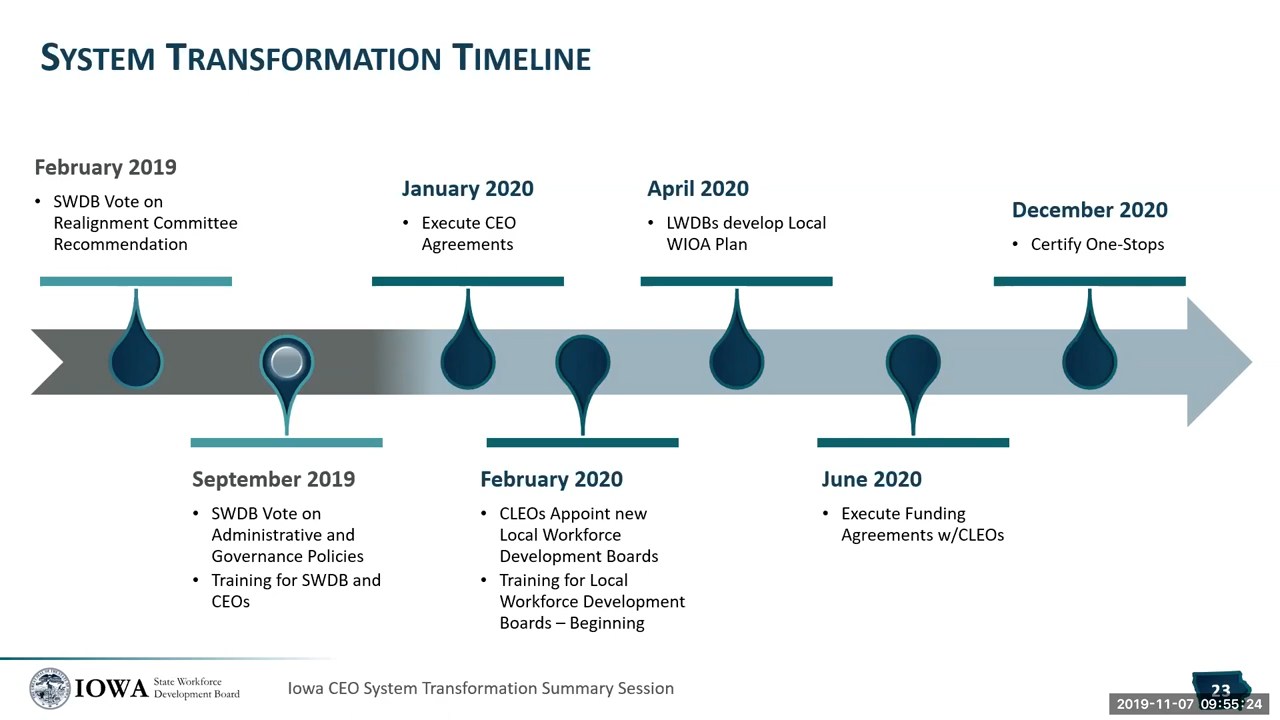 SYSTEM TRANSFORMATION TIMELINE
February 2019
• SWDB Vote on
Realignment Committee
Recommendation
January 2020
• Execute CEO
Agreements
April 2020
• LWDBs develop Local
WIOA Plan
December 2020
• Certify One-Stops
September 2019
• SWDB Vote on
Administrative and
Governance Policies
• Training for SWDB and
CEOs
February 2020
• CLEOs Appoint new
Local Workforce
Development Boards
• Training for Local
Workforce Development
Boards – Beginning
June 2020
• Execute Funding
Agreements w/CLEOs
IOWA
State Workforce
Development Board
Iowa CEO System Transformation Summary Session
23
2019-11-07 09:55:24